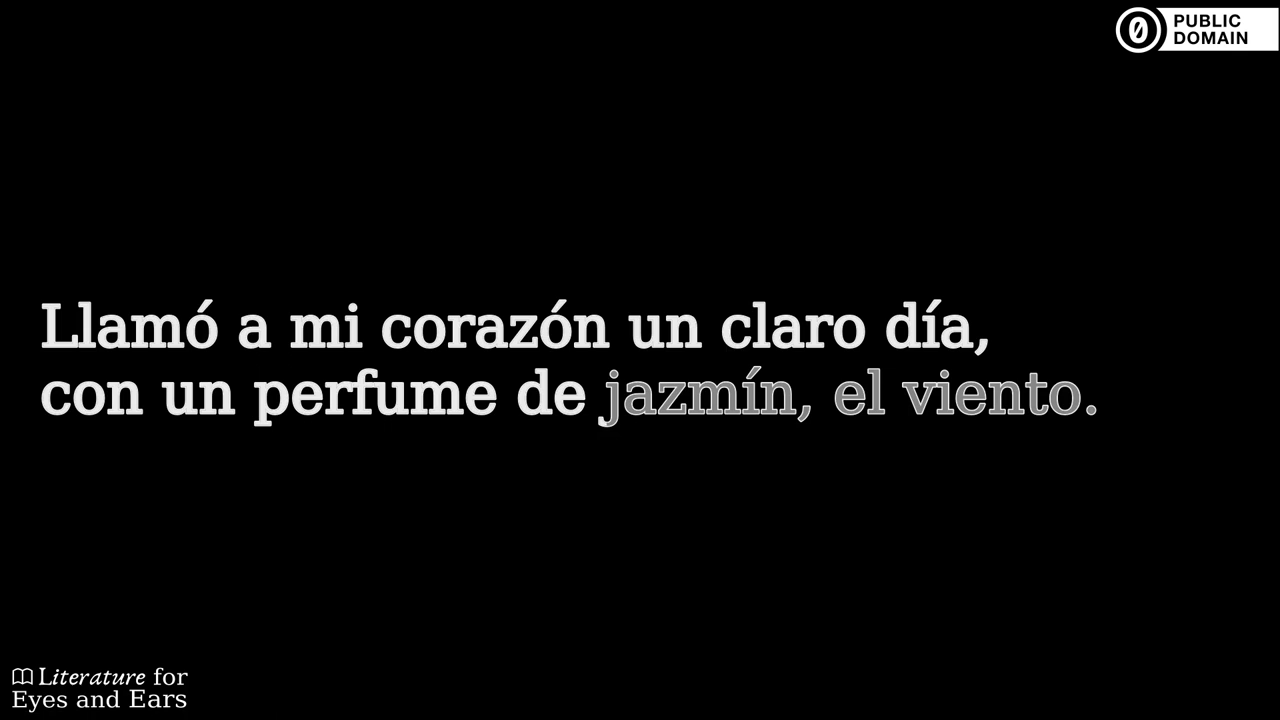 PUBLIC
DOMAIN
Llamó a mi corazón un claro día,
con un perfume de jazmín, el viento.
Literature for
Eyes and Ears